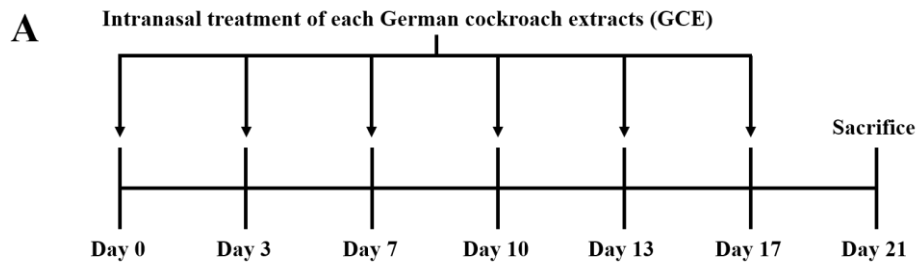 A
Intranasal treatment of each German cockroach extracts (GCE)
Sacrifice
Day 0 Day 3 Day 7 Day 10 Day 13 Day 17 Day 21